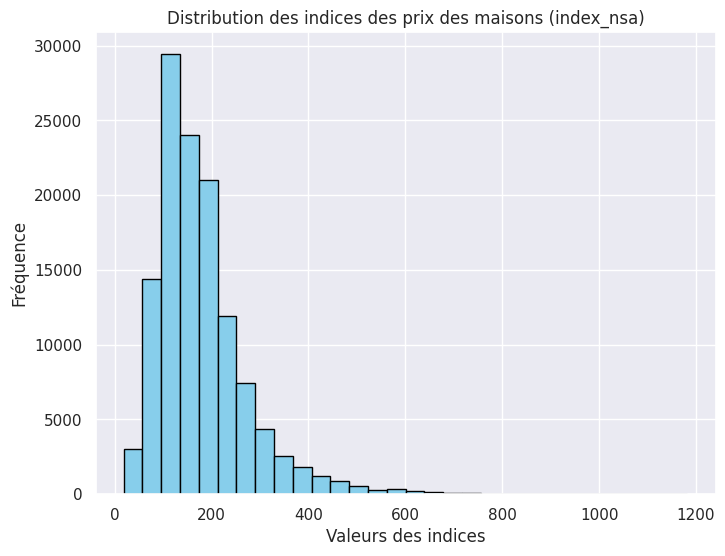 Distribution des indices des prix des maisons (index_nsa)
30000
25000
20000
15000
10000
5000
0
Fréquence
0 200 400 600 800 1000 1200
Valeurs des indices